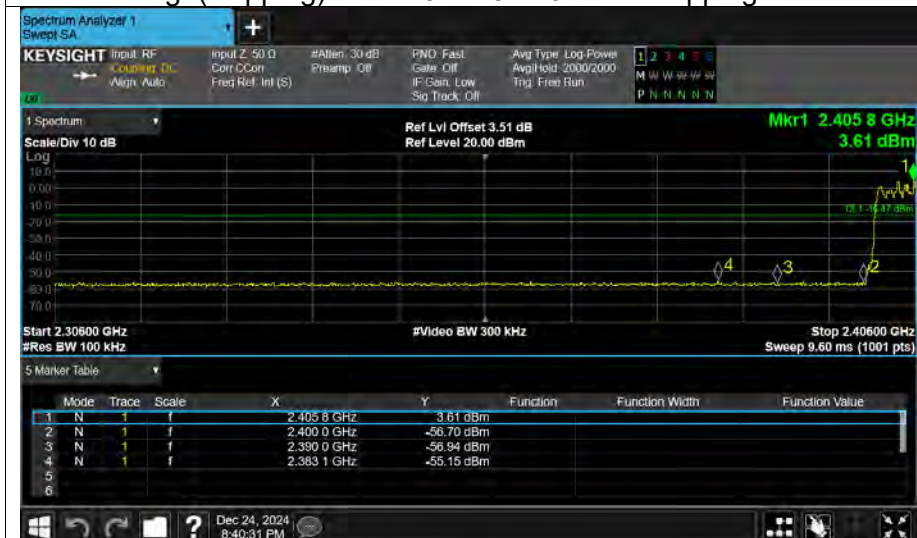 Spectrum Analyzer 1
Swept SA
+
KEYSIGHT Input: RF Input Z: 50 Ω #Atten: 30 dB PNO: Fast Avg Type: Log-Power 1 2 3 4 5 6
Coupling: DC Corr CCorr Preamp: Off Gate: Off Avg|Hold: 2000/2000 M W W W W W
Align: Auto Freq Ref: Int (S) IF Gain: Low Trig: Free Run P N N N N N
Sig Track: Off
1 Spectrum Ref Lvl Offset 3.51 dB Mkr1 2.405 8 GHz
Scale/Div 10 dB Ref Level 20.00 dBm 3.61 dBm
Log
10.0 1
0.00
-10.0 DL1 -16.47 dBm
-20.0
-30.0
-40.0
-50.0 4 3 2
-60.0
-70.0
Start 2.30600 GHz #Video BW 300 kHz Stop 2.40600 GHz
#Res BW 100 kHz Sweep 9.60 ms (1001 pts)
5 Marker Table
Mode Trace Scale X Y Function Function Width Function Value
1 N 1 f 2.405 8 GHz 3.61 dBm
2 N 1 f 2.400 0 GHz -56.70 dBm
3 N 1 f 2.390 0 GHz -56.94 dBm
4 N 1 f 2.383 1 GHz -55.15 dBm
5
6
? Dec 24, 2024
8:40:31 PM